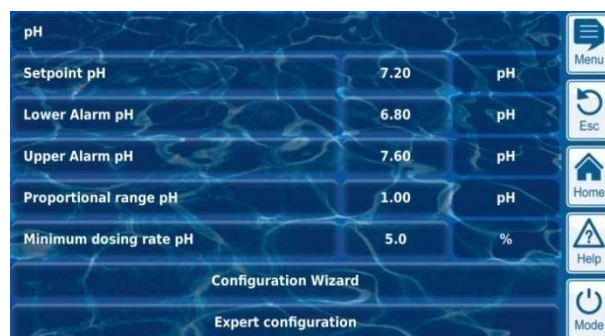 pH
Setpoint pH 7.20 pH
Lower Alarm pH 6.80 pH
Upper Alarm pH 7.60 pH
Proportional range pH 1.00 pH
Minimum dosing rate pH 5.0 %
Configuration Wizard
Expert configuration
Menu
Esc
Home
Help
Mode